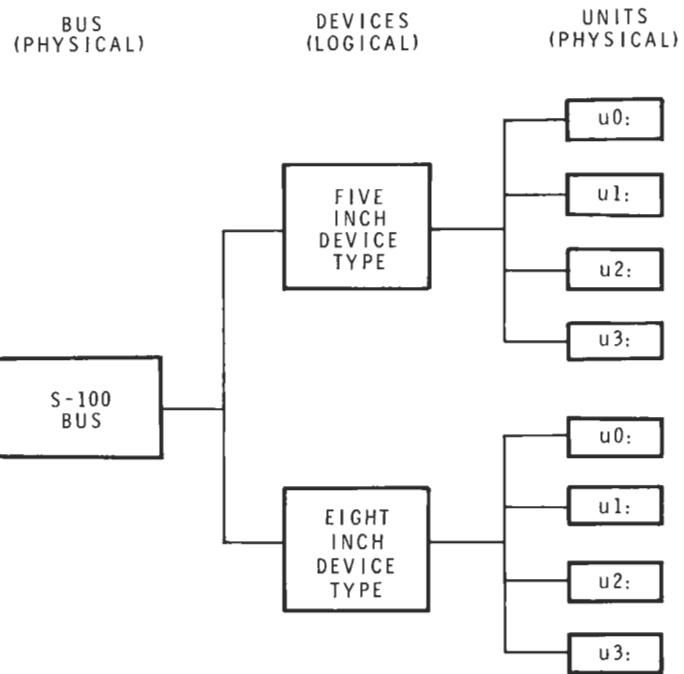 BUS
(PHYSICAL)
DEVICES
(LOGICAL)
UNITS
(PHYSICAL)
FIVE
INCH
DEVICE
TYPE
u0:
u1:
u2:
u3:
S-100
BUS
EIGHT
INCH
DEVICE
TYPE
u0:
u1:
u2:
u3: